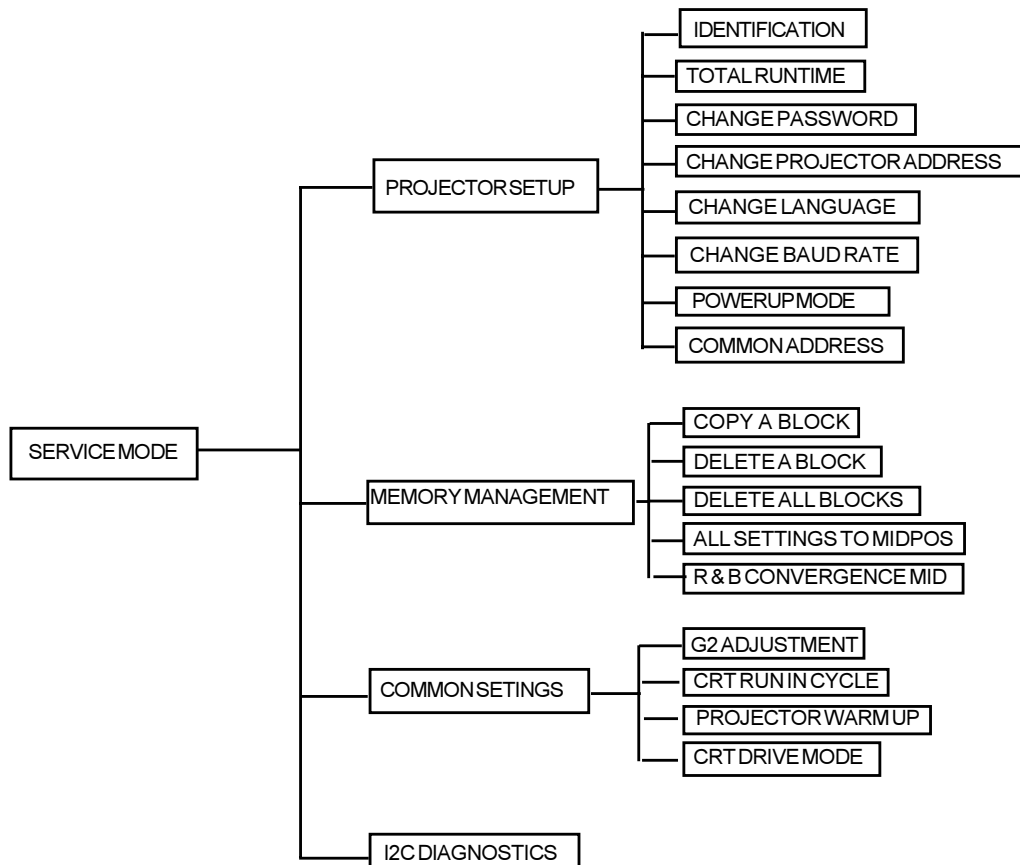 SERVICE MODE
PROJECTOR SETUP
IDENTIFICATION
TOTAL RUNTIME
CHANGE PASSWORD
CHANGE PROJECTOR ADDRESS
CHANGE LANGUAGE
CHANGE BAUD RATE
POWER UP MODE
COMMON ADDRESS
MEMORY MANAGEMENT
COPY A BLOCK
DELETE A BLOCK
DELETE ALL BLOCKS
ALL SETTINGS TO MIDPOS
R & B CONVERGENCE MID
COMMON SETINGS
G2 ADJUSTMENT
CRT RUN IN CYCLE
PROJECTOR WARM UP
CRT DRIVE MODE
I2C DIAGNOSTICS